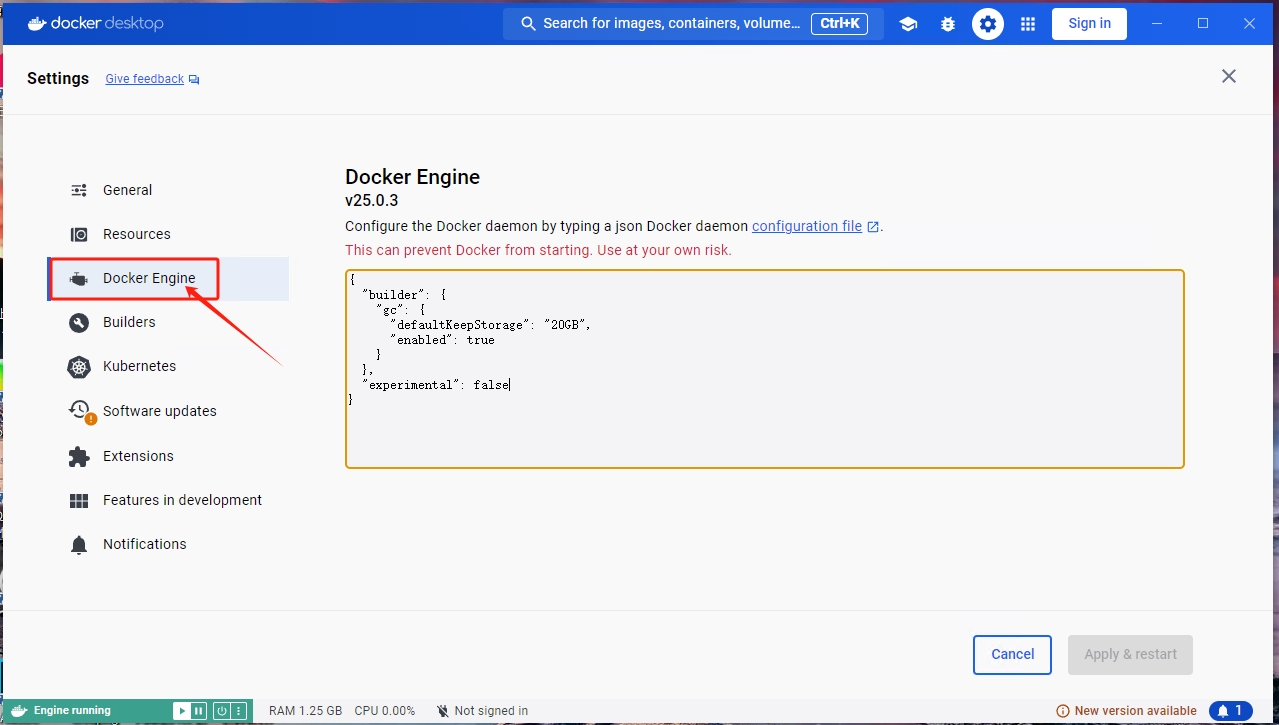 docker desktop
Search for images, containers, volume...
Ctrl+K
Sign in
Settings
Give feedback
General
Resources
Docker Engine
Builders
Kubernetes
Software updates
Extensions
Features in development
Notifications
Docker Engine
v25.0.3
Configure the Docker daemon by typing a json Docker daemon configuration file.
This can prevent Docker from starting. Use at your own risk.
{
  "builder": {
    "gc": {
      "defaultKeepStorage": "20GB",
      "enabled": true
    }
  },
  "experimental": false
}
Cancel
Apply & restart
Engine running
RAM 1.25 GB
CPU 0.00%
Not signed in
New version available
1